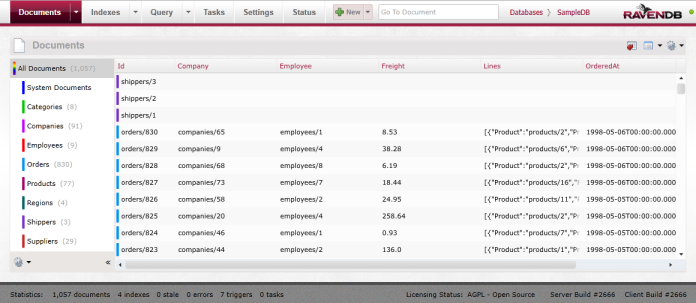 Documents Indexes Query Tasks Settings Status New Go To Document Databases SampleDB RAVENDB
Documents
All Documents (1,057)
System Documents
Categories (8)
Companies (91)
Employees (9)
Orders (830)
Products (77)
Regions (4)
Shippers (3)
Suppliers (29)
Id Company Employee Freight Lines OrderedAt
shippers/3
shippers/2
shippers/1
orders/830 companies/65 employees/1 8.53 [{"Product":"products/2","Pr 1998-05-06T00:00:00.000
orders/829 companies/9 employees/4 38.28 [{"Product":"products/6","Pr 1998-05-06T00:00:00.000
orders/828 companies/68 employees/8 6.19 [{"Product":"products/2","Pr 1998-05-06T00:00:00.000
orders/827 companies/73 employees/7 18.44 [{"Product":"products/16"," 1998-05-06T00:00:00.000
orders/826 companies/58 employees/2 24.95 [{"Product":"products/11"," 1998-05-05T00:00:00.000
orders/825 companies/20 employees/4 258.64 [{"Product":"products/2","Pr 1998-05-05T00:00:00.000
orders/824 companies/46 employees/1 0.93 [{"Product":"products/7","Pr 1998-05-05T00:00:00.000
orders/823 companies/44 employees/2 136.0 [{"Product":"products/1","Pr 1998-05-05T00:00:00.000
Statistics: 1,057 documents 4 indexes 0 stale 0 errors 7 triggers 0 tasks Licensing Status: AGPL - Open Source Server Build #2666 Client Build #2666